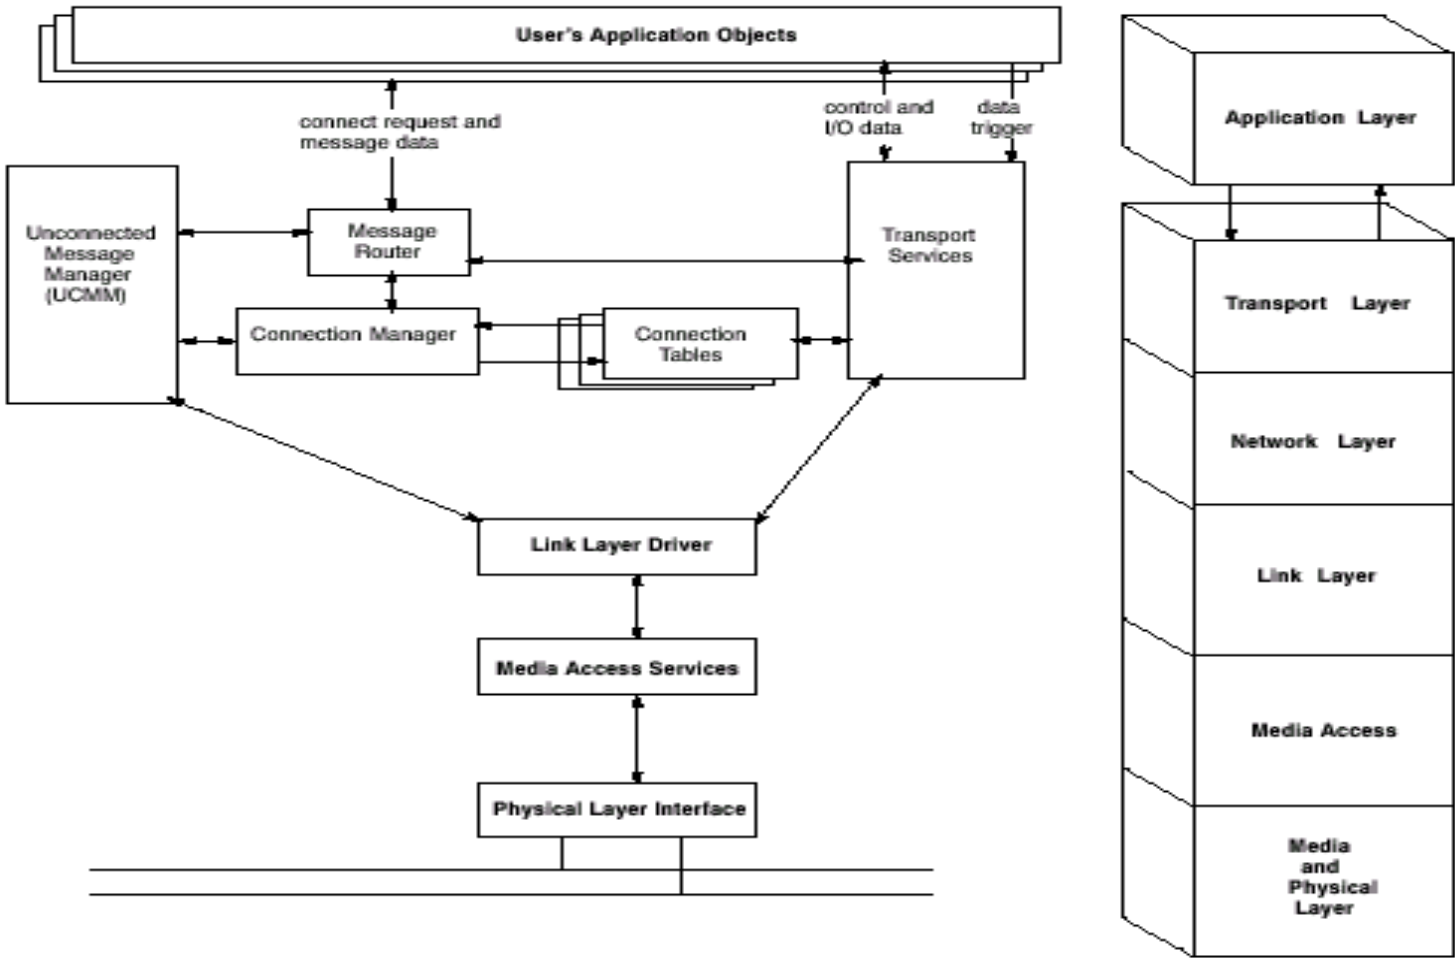 User's Application Objects
connect request and
message data
control and
I/O data
data
trigger
Unconnected
Message
Manager
(UCMM)
Message
Router
Transport
Services
Connection Manager
Connection
Tables
Link Layer Driver
Media Access Services
Physical Layer Interface
Application Layer
Transport Layer
Network Layer
Link Layer
Media Access
Media
and
Physical
Layer